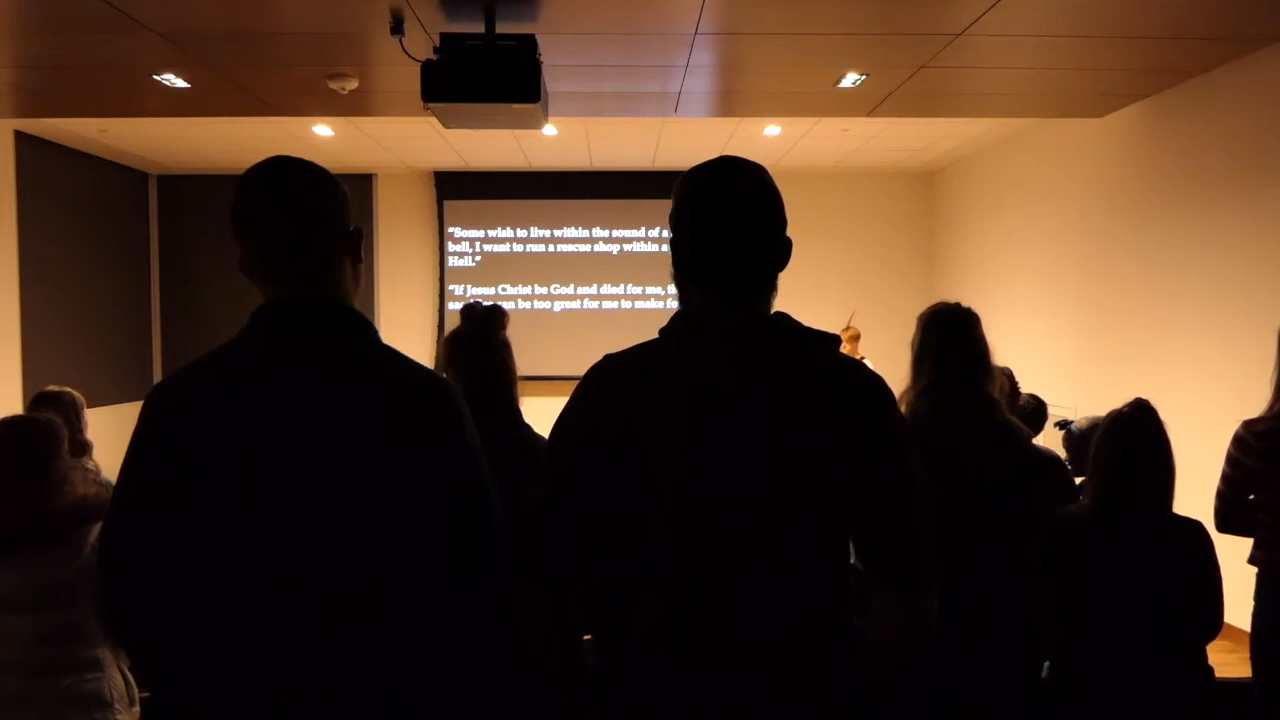 “Some wish to live within the sound of a
bell, I want to run a rescue shop within a
Hell.”
“If Jesus Christ be God and died for me,
can be too great for me to make